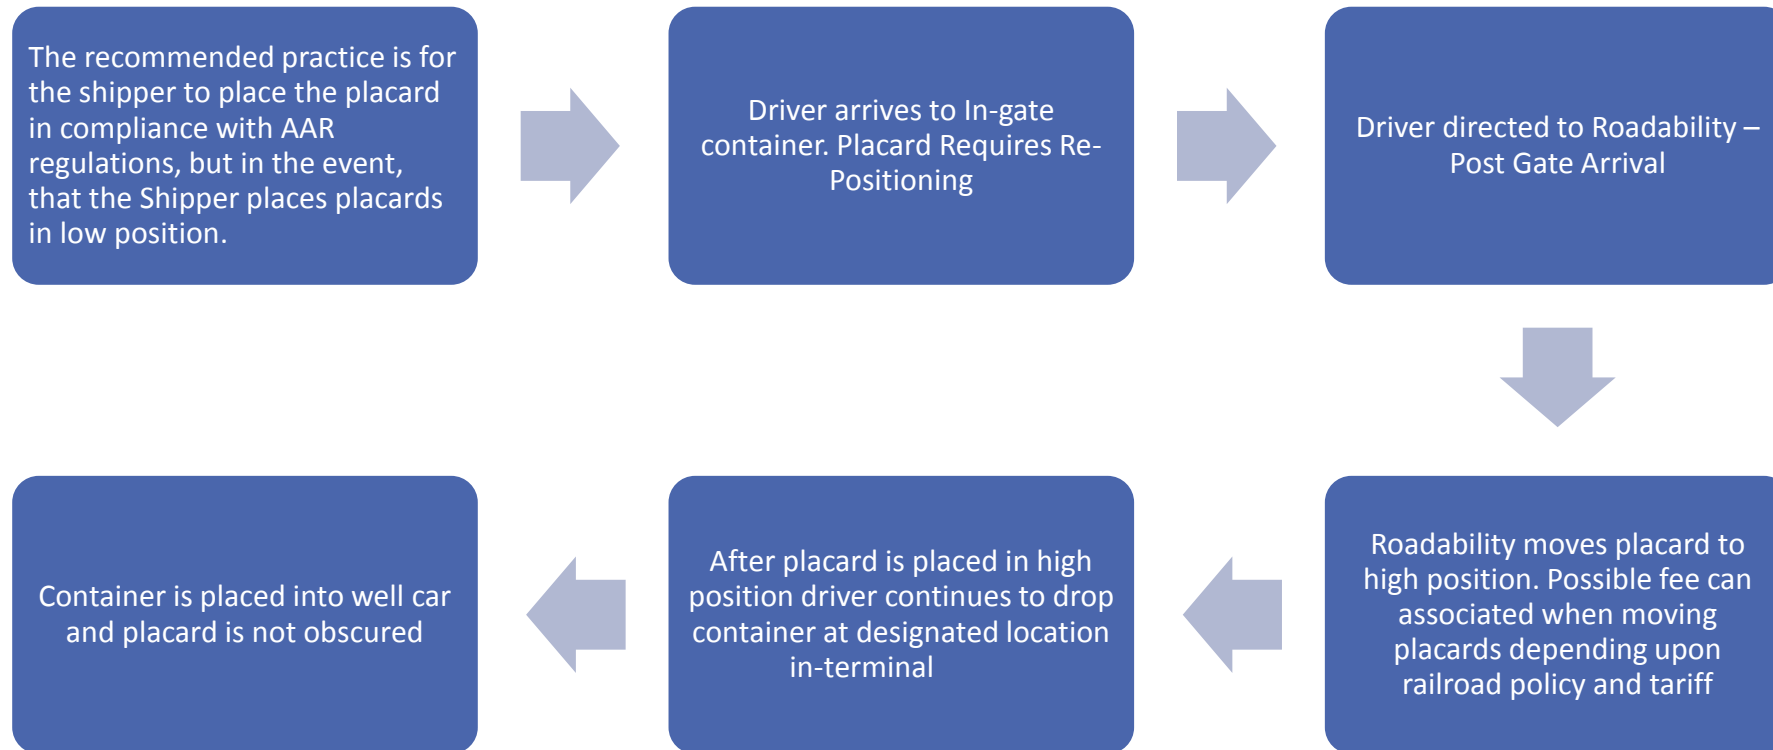 The recommended practice is for
the shipper to place the placard
in compliance with AAR
regulations, but in the event,
that the Shipper places placards
in low position.
Driver arrives to In-gate
container. Placard Requires Re-
Positioning
Driver directed to Roadability –
Post Gate Arrival
Roadability moves placard to
high position. Possible fee can
associated when moving
placards depending upon
railroad policy and tariff
After placard is placed in high
position driver continues to drop
container at designated location
in-terminal
Container is placed into well car
and placard is not obscured